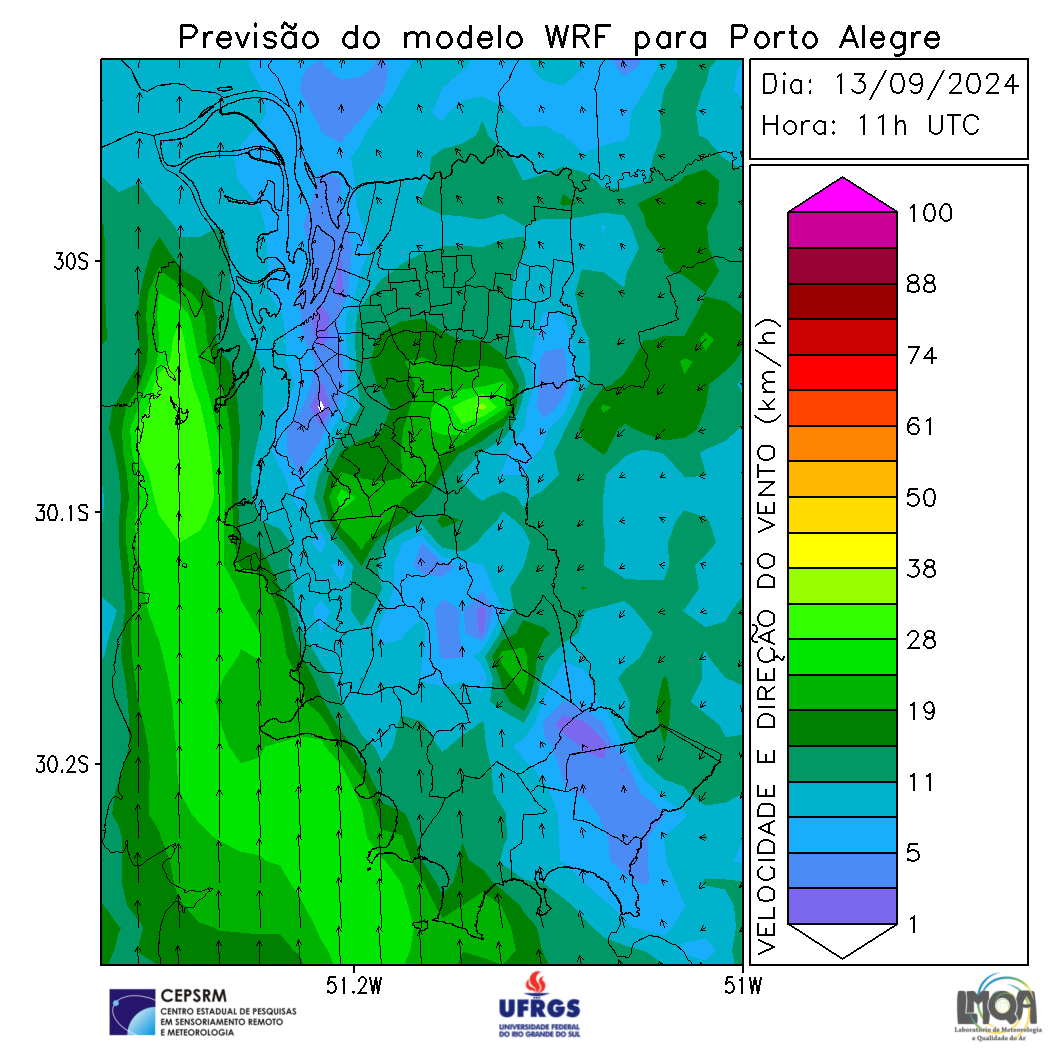 Previsão do modelo WRF para Porto Alegre
Dia: 13/09/2024
Hora: 11h UTC
30S
30.1S
30.2S
51.2W
51W
VELOCIDADE E DIREÇÃO DO VENTO (km/h)
100
88
74
61
50
38
28
19
11
5
1
CEPSRM
CENTRO ESTADUAL DE PESQUISAS
EM SENSORIAMENTO REMOTO
E METEOROLOGIA
UFRGS
UNIVERSIDADE FEDERAL
DO RIO GRANDE DO SUL
LMQA
Laboratório de Meteorologia
e Qualidade do Ar